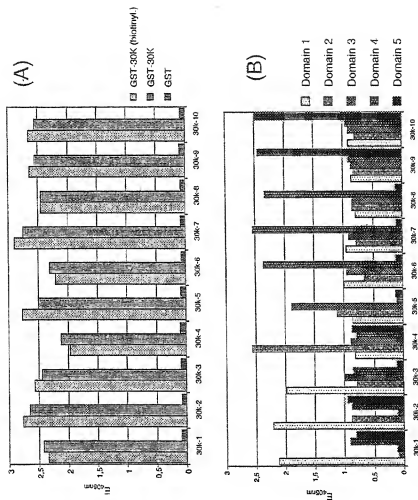 (A)
GST-30K (biotinyl.)
GST-30K
GST
3
2,5
2
1,5
1
0,5
0
30k-1
30k-2
30k-3
30k-4
30k-5
30k-6
30k-7
30k-8
30k-9
30k-10
(B)
Domain 1
Domain 2
Domain 3
Domain 4
Domain 5
3
2,5
2
1,5
1
0,5
0
E 405nm
30k-1
30k-2
30k-3
30k-4
30k-5
30k-6
30k-7
30k-8
30k-9
30k-10